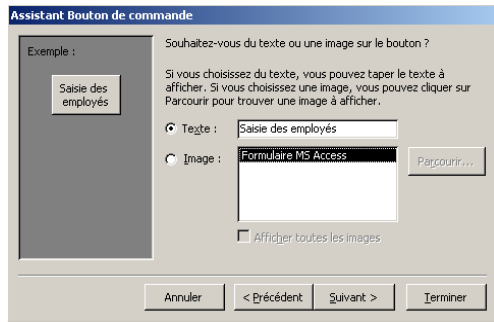 Assistant Bouton de commande
Exemple :
Saisie des
employés
Souhaitez-vous du texte ou une image sur le bouton ?
Si vous choisissez du texte, vous pouvez taper le texte à
afficher. Si vous choisissez une image, vous pouvez cliquer sur
Parcourir pour trouver une image à afficher.
Texte : Saisie des employés
Image : Formulaire MS Access
Parcourir...
Afficher toutes les images
Annuler < Précédent Suivant > Terminer